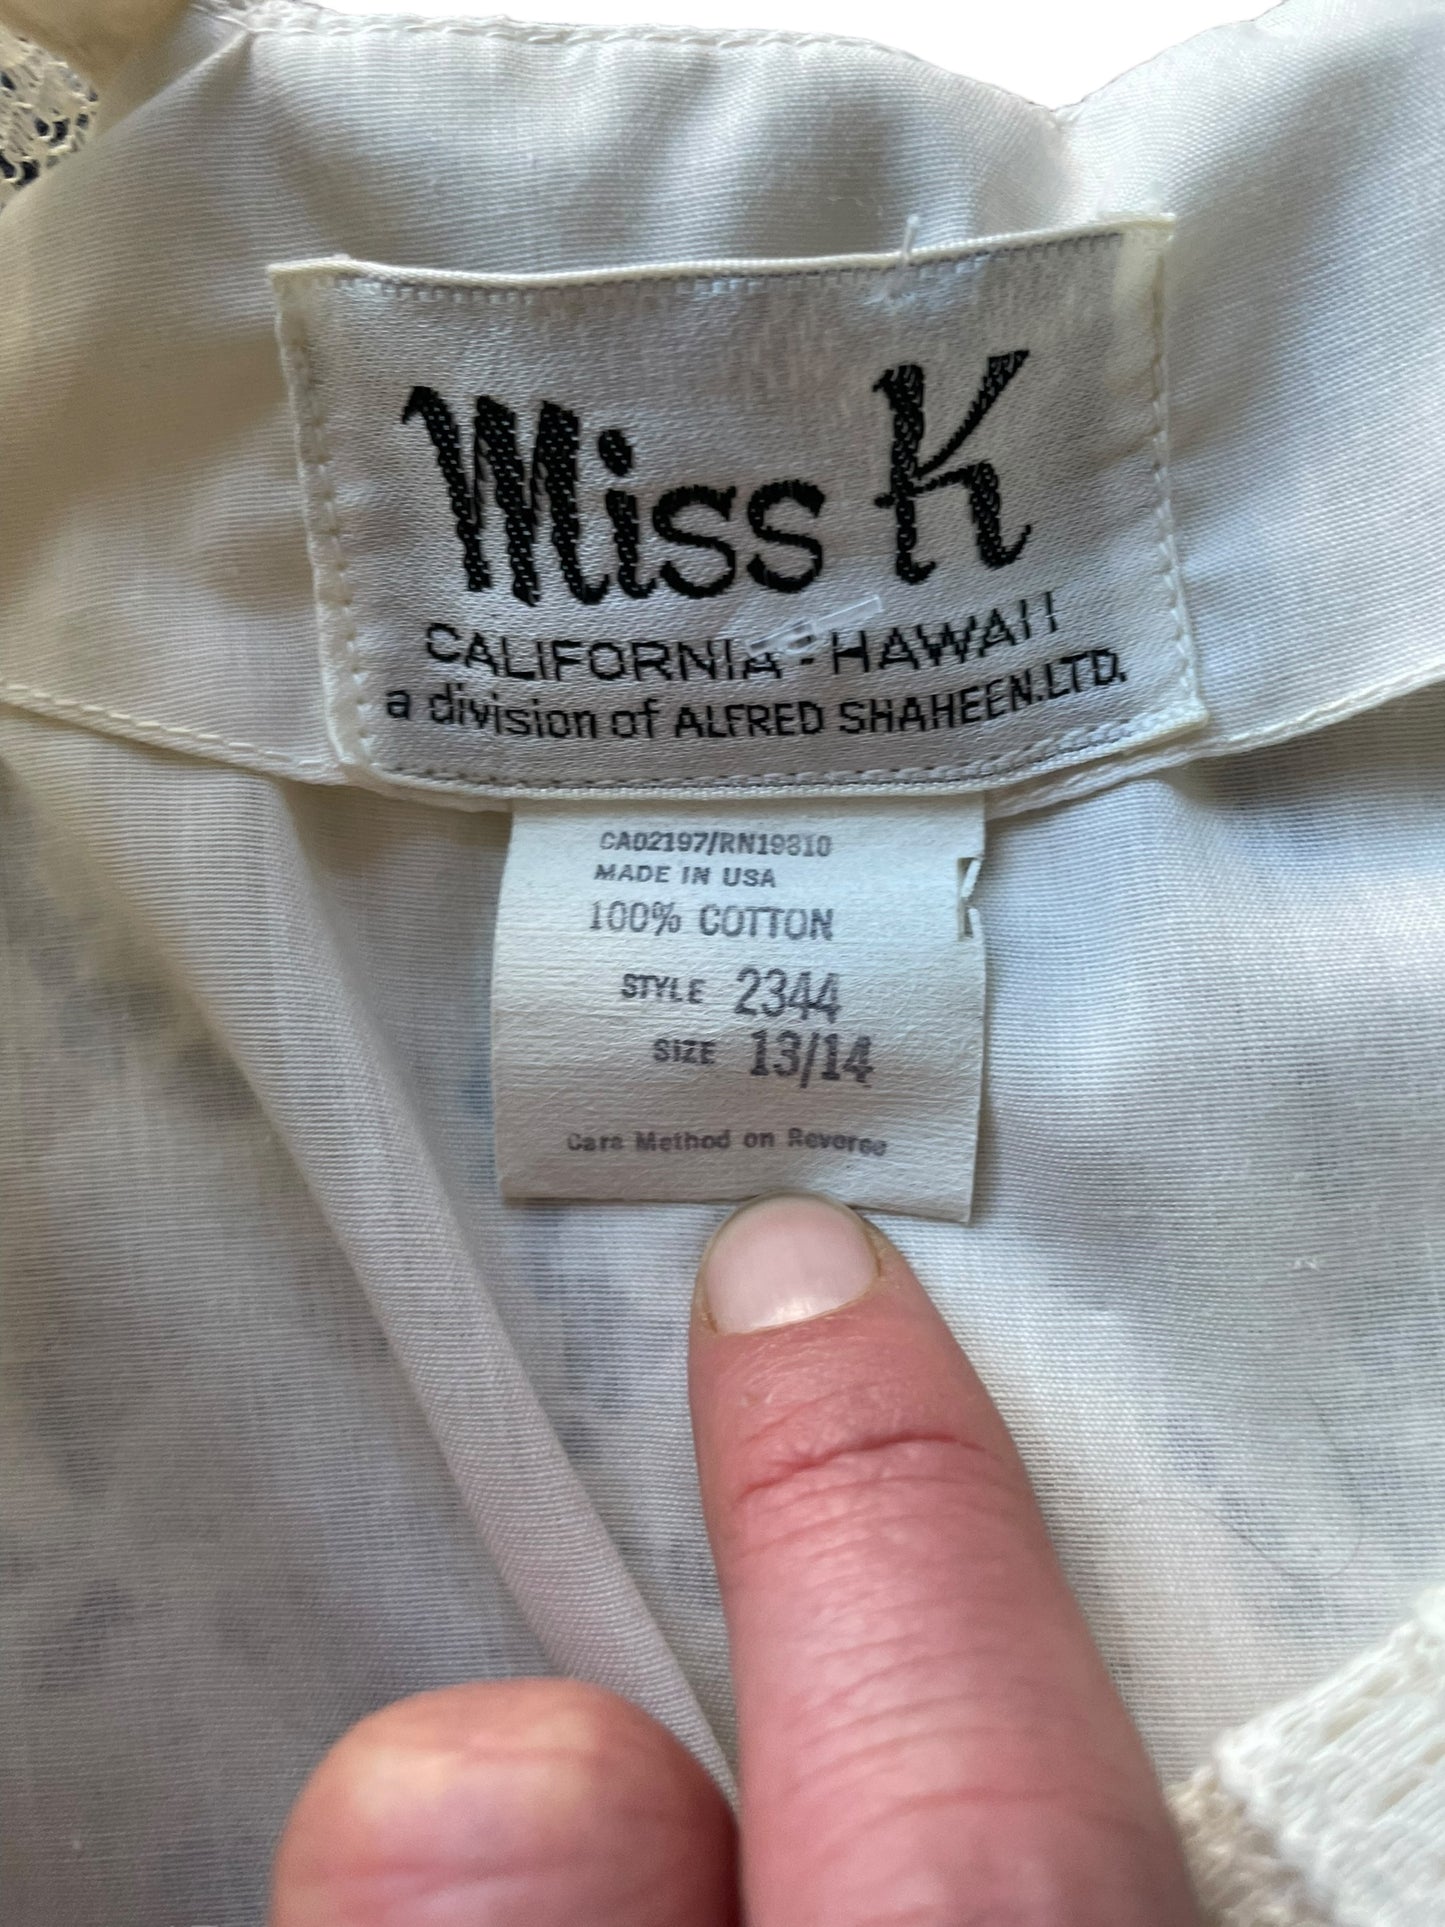 Miss K
CALIFORNIA - HAWAII
a division of ALFRED SHAHEEN.LTD.
CA02197/RN19310
MADE IN USA
100% COTTON
STYLE 2344
SIZE 13/14
Care Method on Reverse